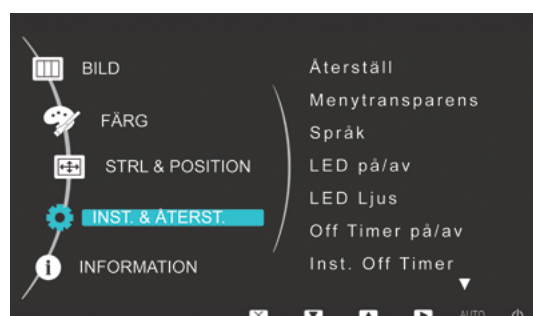 BILD
FÄRG
STRL & POSITION
INST. & ÅTERST.
INFORMATION
Återställ
Menytransparens
Språk
LED på/av
LED Ljus
Off Timer på/av
Inst. Off Timer
AUTO